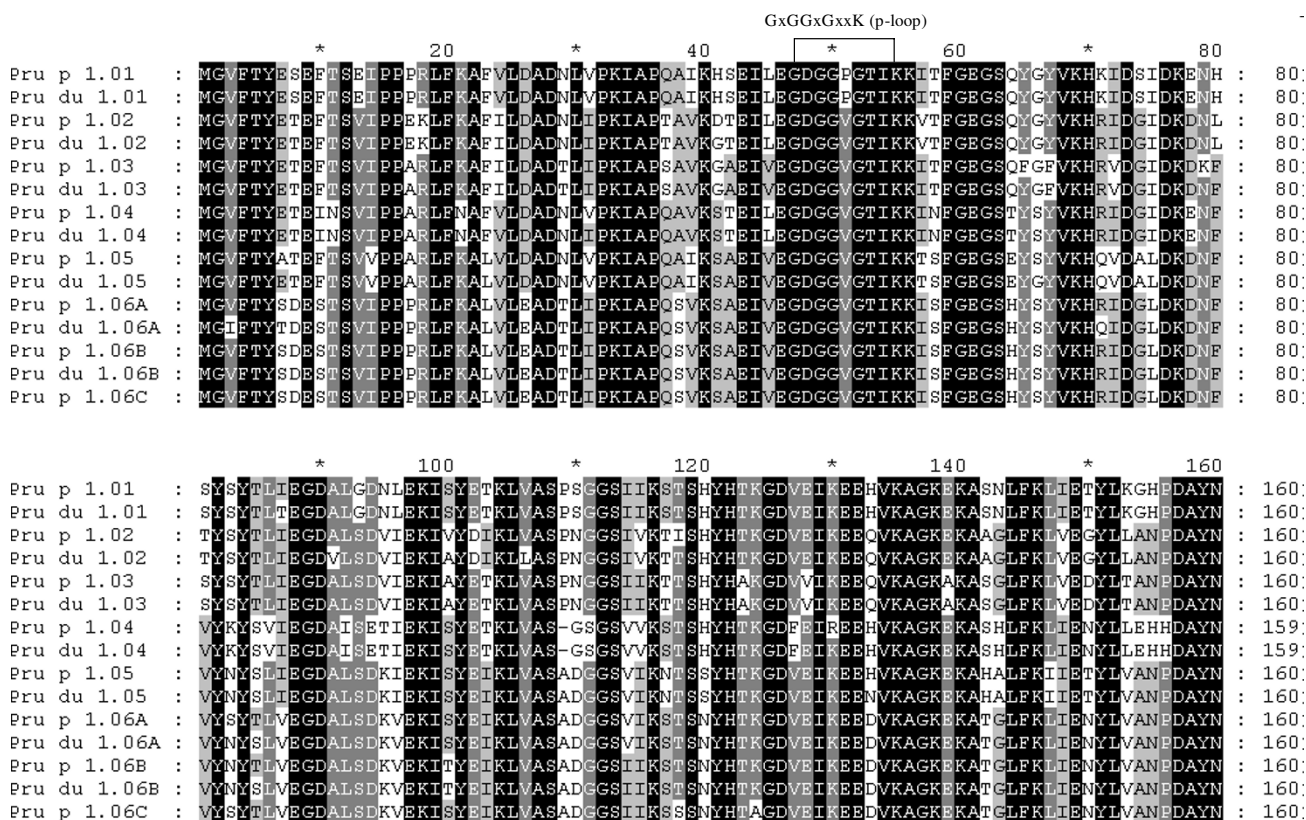 GxGGxGxxK (p-loop)
* 20 * 40 * 60 * 80
Pru p 1.01 : MGVFTYESEFTSEIPPPRLFKAFVLDADNLVPKIAPQAIKHSEILEGDGGPGTIKKITFGEGSQYGYVKHKIDSIDKENH : 80
Pru du 1.01 : MGVFTYESEFTSEIPPPRLFKAFVLDADNLVPKIAPQAIKHSEILEGDGGPGTIKKITFGEGSQYGYVKHKIDSIDKENH : 80
Pru p 1.02 : MGVFTYETEFTSVIPPEKLFKAFILDADNLIPKIAPTAVKDTEILEGDGGVGTIKKVTFGEGSQYGYVKHRIDGIDKDNL : 80
Pru du 1.02 : MGVFTYETEFTSVIPPEKLFKAFILDADNLIPKIAPTAVKGTEILEGDGGVGTIKKVTFGEGSQYGYVKHRIDGIDKDNL : 80
Pru p 1.03 : MGVFTYETEFTSVIPPARLFKAFILDADTLIPKIAPSAVKGAEIVEGDGGVGTIKKITFGEGSQFGFVKHRVDGIDKDKF : 80
Pru du 1.03 : MGVFTYETEFTSVIPPARLFKAFILDADTLIPKIAPSAVKGAEIVEGDGGVGTIKKITFGEGSQYGFVKHRVDGIDKDNF : 80
Pru p 1.04 : MGVFTYETEINSVIPPARLFNAFVLDADNLIPKIAPQAVKSTEILEGDGGVGTIKKINFGEGSTYSYVKHRIDGIDKENF : 80
Pru du 1.04 : MGVFTYETEINSVIPPARLFNAFVLDADNLIPKIAPQAVKSTEILEGDGGVGTIKKINFGEGSTYSYVKHRIDGIDKENF : 80
Pru p 1.05 : MGVFTYATEFTSVVPPARLFKALVLDADNLVPKIAPQAIKSAEIVEGDGGVGTIKKTSFGEGSEYSYVKHQVDALDKDNF : 80
Pru du 1.05 : MGVFTYETEFTSVVPPARLFKALVLDADNLVPKIAPQAIKSAEIVEGDGGVGTIKKTSFGEGSEYGYVKHQVDALDKDNF : 80
Pru p 1.06A : MGVFTYSDESTSVIPPPRLFKALVLEADTLIPKIAPQSVKSAEIVEGDGGVGTIKKISFGEGSHYSYVKHRIDGLDKDNF : 80
Pru du 1.06A : MGIFTYTDESTSVIPPPRLFKALVLEADTLIPKIAPQSVKSAEIVEGDGGVGTIKKISFGEGSHYSYVKHQIDGLDKDNF : 80
Pru p 1.06B : MGVFTYSDESTSVIPPPRLFKALVLEADTLIPKIAPQSVKSAEIVEGDGGVGTIKKISFGEGSHYSYVKHRIDGLDKDNF : 80
Pru du 1.06B : MGVFTYSDESTSVIPPPRLFKALVLEADTLIPKIAPQSVKSAEIVEGDGGVGTIKKISFGEGSHYSYVKHRIDGLDKDNF : 80
Pru p 1.06C : MGVFTYSDESTSVIPPPRLFKALVLEADTLIPKIAPQSVKSAEIVEGDGGVGTIKKISFGEGSHYSYVKHRIDGLDKDNF : 80
* 100 * 120 * 140 * 160
Pru p 1.01 : SYSYTLIEGDALGDNLEKISYETKLVASPSGGSIIKSTSHYHTKGDVEIKEEHVKAGKEKASNLFKLIETYLKGHPDAYN : 160
Pru du 1.01 : SYSYTLTEGDALGDNLEKISYETKLVASPSGGSIIKSTSHYHTKGDVEIKEEHVKAGKEKASNLFKLIETYLKGHPDAYN : 160
Pru p 1.02 : TYSYTLIEGDALSDVIEKIVYDIKLVASPNGGSIVKTISHYHTKGDVEIKEEQVKAGKEKAAGLFKLVEGYLLANPDAYN : 160
Pru du 1.02 : TYSYTLIEGDVLSDVIEKIAYDIKLLASPNGGSIVKTTSHYHTKGDVEIKEEQVKAGKEKAAGLFKLVEGYLLANPDAYN : 160
Pru p 1.03 : SYSYTLIEGDALSDVIEKIAYETKLVASPNGGSIIKTTSHYHAKGDVVIKEEQVKAGKAKASGLFKLVEDYLTANPDAYN : 160
Pru du 1.03 : SYSYTLIEGDALSDVIEKIAYETKLVASPNGGSIIKTTSHYHAKGDVVIKEEQVKAGKAKASGLFKLVEDYLTANPDAYN : 160
Pru p 1.04 : VYKYSVIEGDAISETIEKISYETKLVAS-GSGSVVKSTSHYHTKGDFEIREEHVKAGKEKASHLFKLIENYLLEHHDAYN : 159
Pru du 1.04 : VYKYSVIEGDAISETIEKISYETKLVAS-GSGSVVKSTSHYHTKGDFEIKEEHVKAGKEKASHLFKLIENYLLEHHDAYN : 159
Pru p 1.05 : VYNYSLIEGDALSDKIEKISYEIKLVASADGGSVIKNTSSYHTKGDVEIKEEHVKAGKEKAHALFKLIETYLVANPDAYN : 160
Pru du 1.05 : VYNYSLIEGDALSDKIEKISYEIKLVASADGGSVIKNTSSYHTKGDVEIKEENVKAGKEKAHALFKIIETYLVANPDAYN : 160
Pru p 1.06A : VYSYTLVEGDALSDKVEKISYEIKLVASADGGSVIKSTSNYHTKGDVEIKEEDVKAGKEKATGLFKLIENYLVANPDAYN : 160
Pru du 1.06A : VYNYSLVEGDALSDKVEKISYEIKLVASADGGSVIKSTSNYHTKGDVEIKEEDVKAGKEKATGLFKLIENYLVANPDAYN : 160
Pru p 1.06B : VYNYTLVEGDALSDKVEKITYEIKLVASADGGSIIKSTSNYHTKGDVEIKEEDVKAGKEKATGLFKLIENYLVANPDAYN : 160
Pru du 1.06B : VYNYSLVEGDALSDKVEKITYEIKLVASADGGSIIKSTSNYHTKGDVEIKEEDVKAGKEKATGLFKLIENYLVANPDAYN : 160
Pru p 1.06C : VYSYTLVEGDALSDKVEKISYEIKLVASADGGSIIKSSSNYHTAGDVEIKEEDVKAGKEKATGLFKLIENYLVANPDAYN : 160